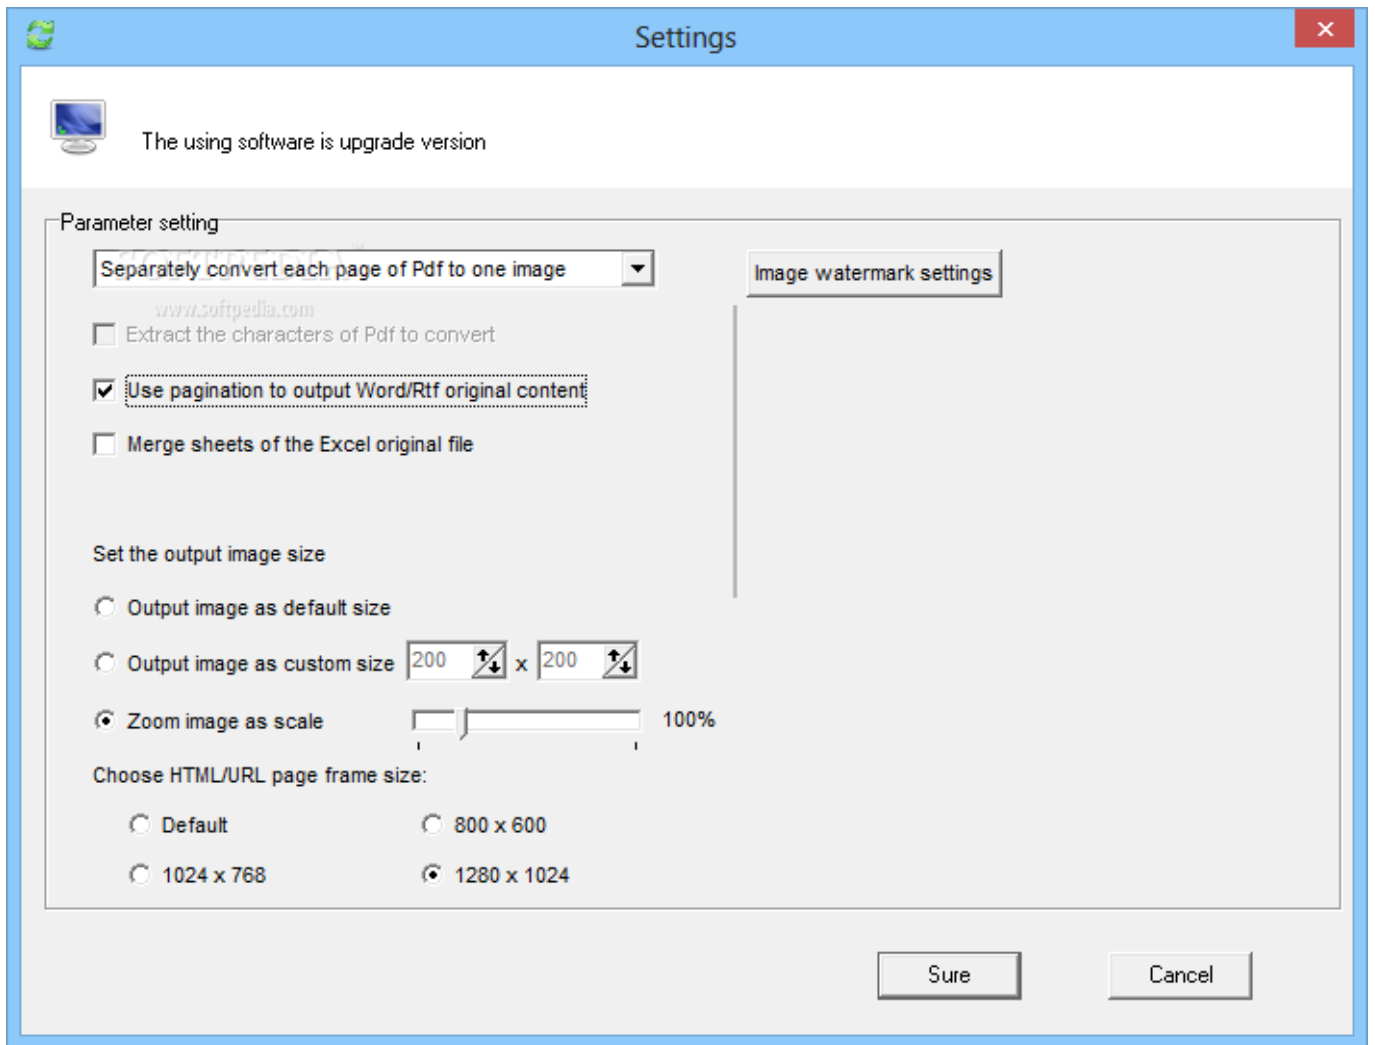 Settings
The using software is upgrade version
Parameter setting
SOFTPEDIA
Separately convert each page of Pdf to one image
Image watermark settings
www.softpedia.com
Extract the characters of Pdf to convert
Use pagination to output Word/Rtf original content
Merge sheets of the Excel original file
Set the output image size
Output image as default size
Output image as custom size 200 x 200
Zoom image as scale 100%
Choose HTML/URL page frame size:
Default 800 x 600
1024 x 768 1280 x 1024
Sure Cancel